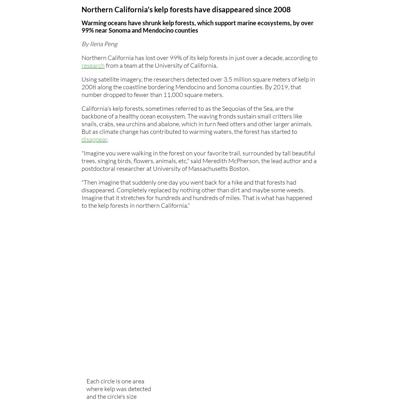 Northern California's kelp forests have disappeared since 2008
Warming oceans have shrunk kelp forests, which support marine ecosystems, by over
99% near Sonoma and Mendocino counties
By Ilena Peng
Northern California has lost over 99% of its kelp forests in just over a decade, according to
research from a team at the University of California.
Using satellite imagery, the researchers detected over 3.5 million square meters of kelp in
2008 along the coastline bordering Mendocino and Sonoma counties. By 2019, that
number dropped to fewer than 11,000 square meters.
California's kelp forests, sometimes referred to as the Sequoias of the Sea, are the
backbone of a healthy ocean ecosystem. The waving fronds sustain small critters like
snails, crabs, sea urchins and abalone, which in turn feed otters and other larger animals.
But as climate change has contributed to warming waters, the forest has started to
disappear.
"Imagine you were walking in the forest on your favorite trail, surrounded by tall beautiful
trees, singing birds, flowers, animals, etc," said Meredith McPherson, the lead author and a
postdoctoral researcher at University of Massachusetts Boston.
"Then imagine that suddenly one day you went back for a hike and that forests had
disappeared. Completely replaced by nothing other than dirt and maybe some weeds.
Imagine that it stretches for hundreds and hundreds of miles. That is what has happened
to the kelp forests in northern California."
Each circle is one area
where kelp was detected
and the circle's size